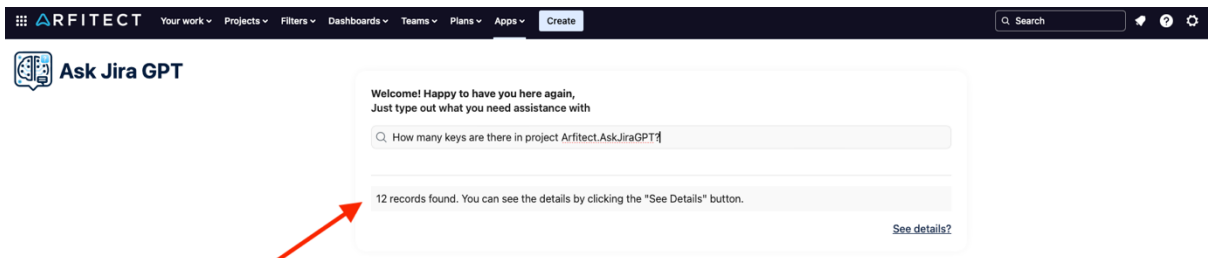 ARFITECT Your work Projects Filters Dashboards Teams Plans Apps Create Search
Ask Jira GPT
Welcome! Happy to have you here again,
Just type out what you need assistance with
How many keys are there in project Arfitect.AskJiraGPT?
12 records found. You can see the details by clicking the "See Details" button.
See details?